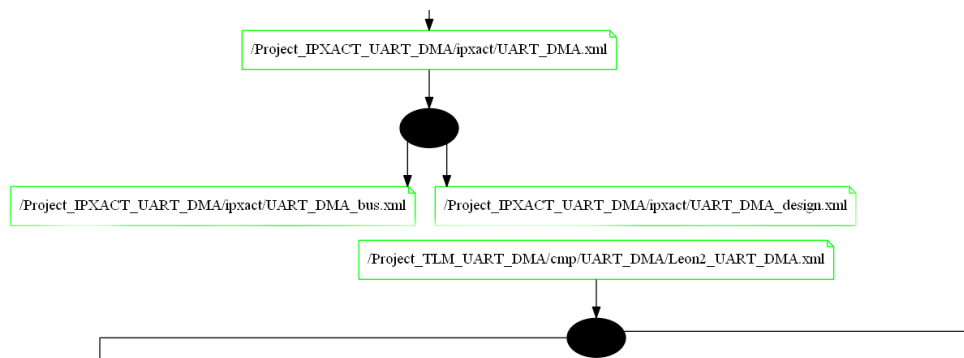 /Project_IPXACT_UART_DMA/ipxact/UART_DMA.xml
/Project_IPXACT_UART_DMA/ipxact/UART_DMA_bus.xml
/Project_IPXACT_UART_DMA/ipxact/UART_DMA_design.xml
/Project_TLM_UART_DMA/cmp/UART_DMA/Leon2_UART_DMA.xml